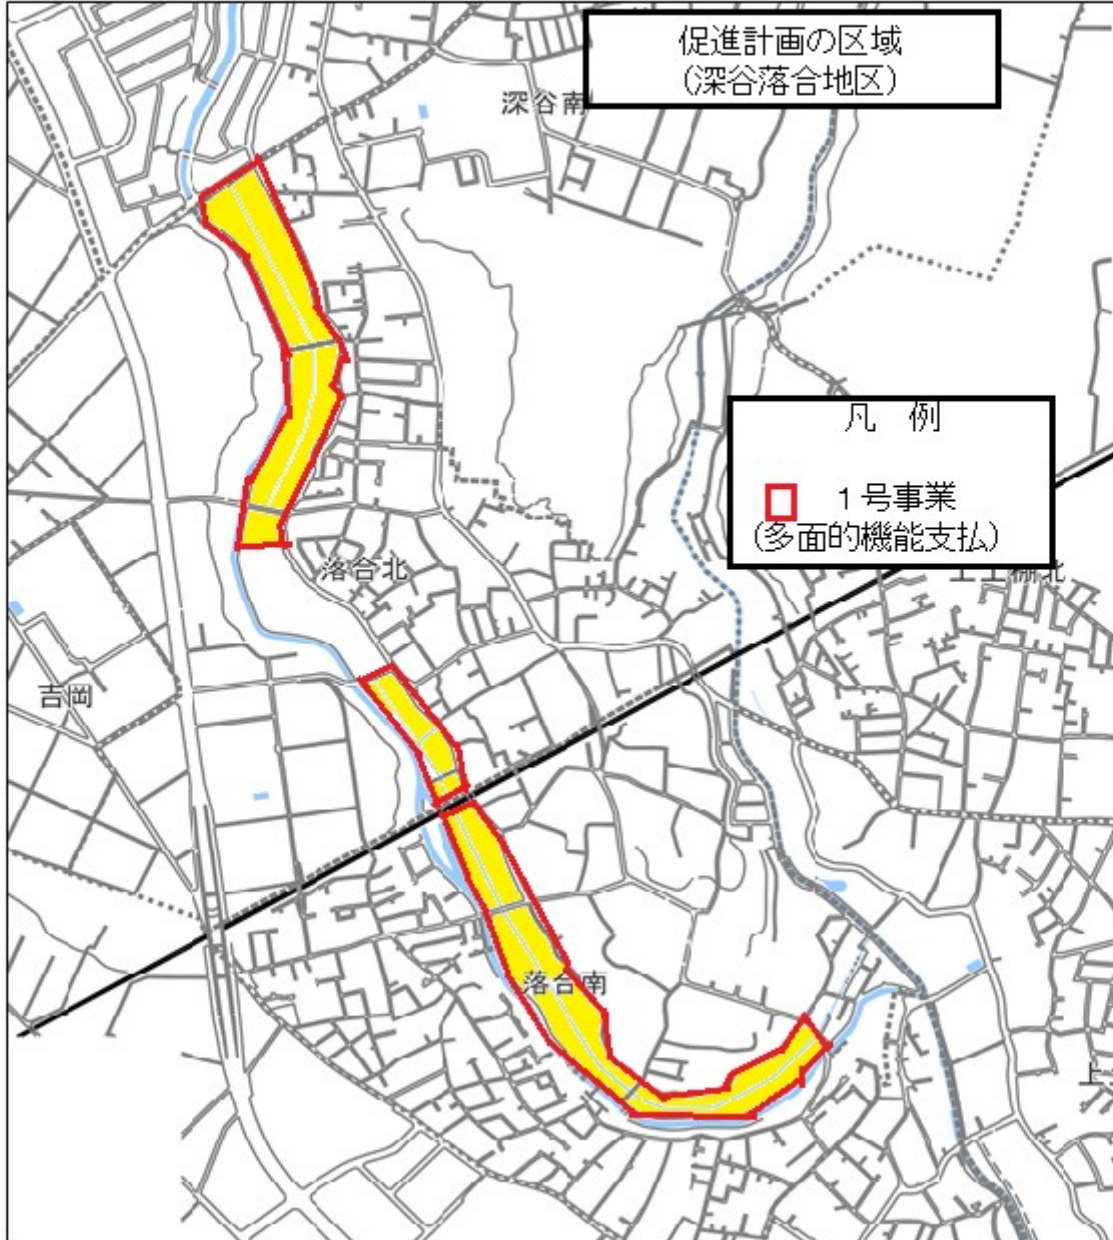 促進計画の区域
(深谷落合地区)
深谷南
凡　例
１号事業
(多面的機能支払)
落合北
吉岡
落合南